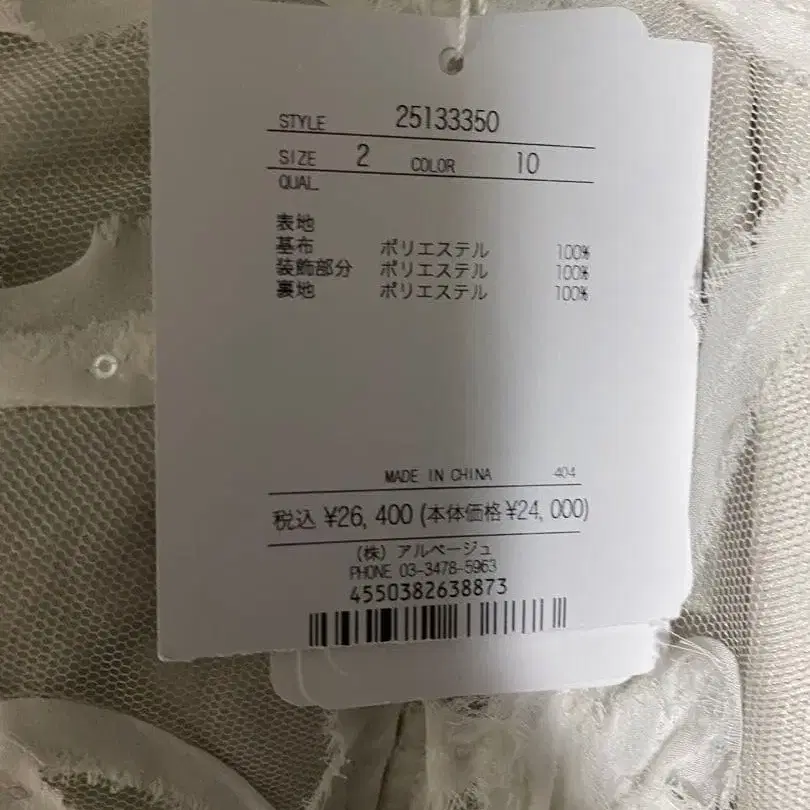 STYLE 25133350
SIZE 2 COLOR 10
QUAL
表地
基布 ポリエステル 100%
装飾部分 ポリエステル 100%
裏地 ポリエステル 100%
MADE IN CHINA 404
税込 ¥26,400 (本体価格 ¥24,000)
(株) アルページュ
PHONE 03-3478-5963
4550382638873